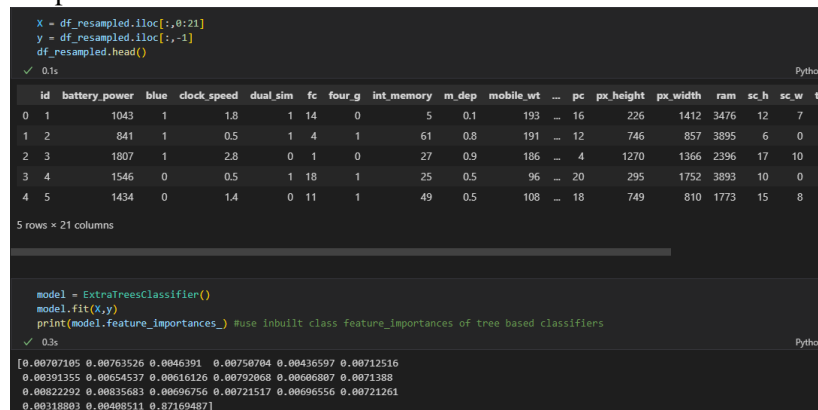 X = df_resampled.iloc[:,0:21]
y = df_resampled.iloc[:,-1]
df_resampled.head()
✓ 0.1s
Pytho
id battery_power blue clock_speed dual_sim fc four_g int_memory m_dep mobile_wt ... pc px_height px_width ram sc_h sc_w t
0 1 1043 1 1.8 1 14 0 5 0.1 193 ... 16 226 1412 3476 12 7
1 2 841 1 0.5 1 4 1 61 0.8 191 ... 12 746 857 3895 6 0
2 3 1807 1 2.8 0 1 0 27 0.9 186 ... 4 1270 1366 2396 17 10
3 4 1546 0 0.5 1 18 1 25 0.5 96 ... 20 295 1752 3893 10 0
4 5 1434 0 1.4 0 11 1 49 0.5 108 ... 18 749 810 1773 15 8
5 rows × 21 columns
model = ExtraTreesClassifier()
model.fit(X,y)
print(model.feature_importances_) #use inbuilt class feature_importances of tree based classifiers
✓ 0.3s
Pytho
[0.00707105 0.00763526 0.0046391 0.00750704 0.00436597 0.00712516
0.00391355 0.00654537 0.00616126 0.00792068 0.00606807 0.0071388
0.00822292 0.00835683 0.00696756 0.00721517 0.00696556 0.00721261
0.00318803 0.00408511 0.87169487]